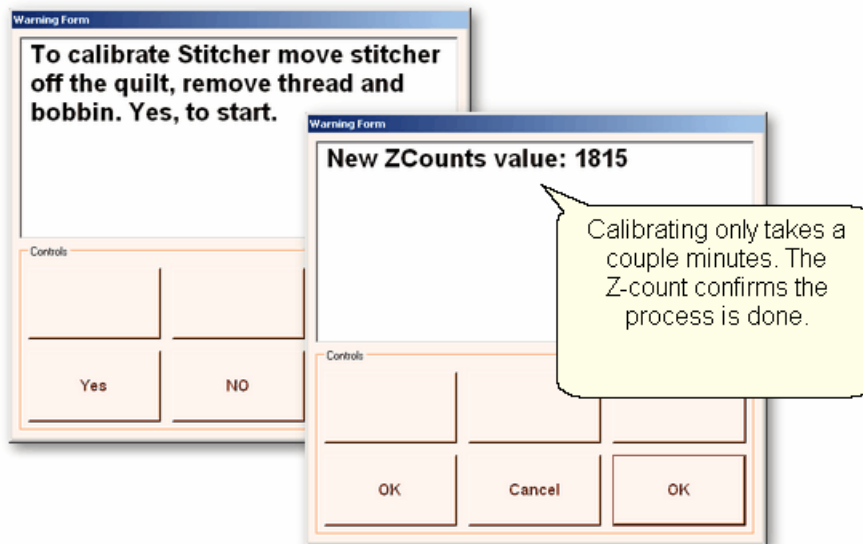 Warning Form
To calibrate Stitcher move stitcher
off the quilt, remove thread and
bobbin. Yes, to start.
Controls
Yes
NO
Warning Form
New ZCounts value: 1815
Calibrating only takes a
couple minutes. The
Z-count confirms the
process is done.
Controls
OK
Cancel
OK